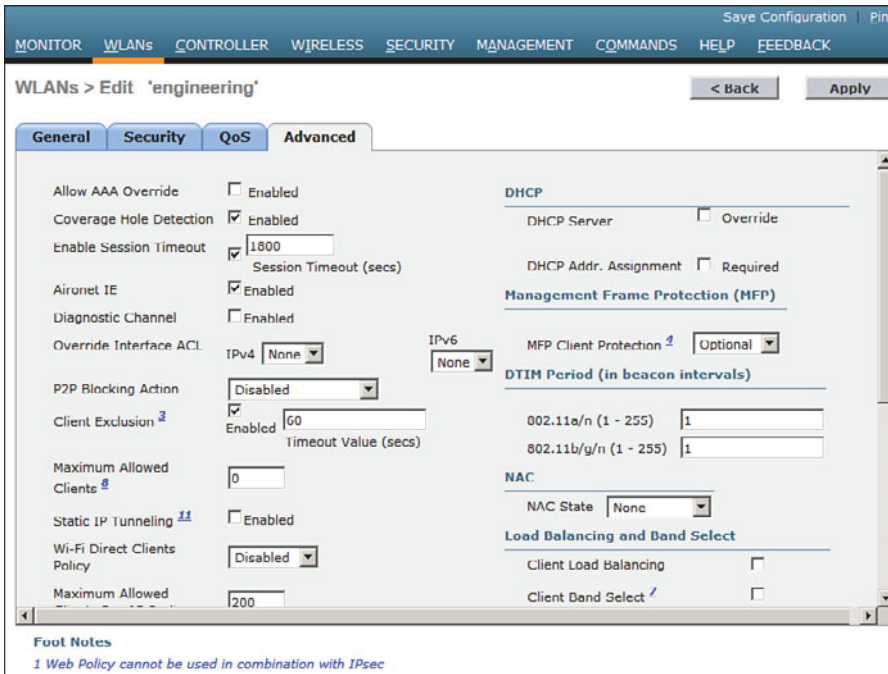 Save Configuration | Pin
MONITOR WLANs CONTROLLER WIRELESS SECURITY MANAGEMENT COMMANDS HELP FEEDBACK
WLANs > Edit 'engineering'
< Back Apply
General Security QoS Advanced
Allow AAA Override Enabled
Coverage Hole Detection Enabled
Enable Session Timeout 1800
Session Timeout (secs)
Aironet IE Enabled
Diagnostic Channel Enabled
Override Interface ACL IPv4 None IPv6 None
P2P Blocking Action Disabled
Client Exclusion 3 Enabled 60
Timeout Value (secs)
Maximum Allowed
Clients 8 0
Static IP Tunneling 11 Enabled
Wi-Fi Direct Clients
Policy Disabled
Maximum Allowed
200
DHCP
DHCP Server Override
DHCP Addr. Assignment Required
Management Frame Protection (MFP)
MFP Client Protection 4 Optional
DTIM Period (in beacon intervals)
802.11a/n (1 - 255) 1
802.11b/g/n (1 - 255) 1
NAC
NAC State None
Load Balancing and Band Select
Client Load Balancing
Client Band Select 7
Foot Notes
1 Web Policy cannot be used in combination with IPsec